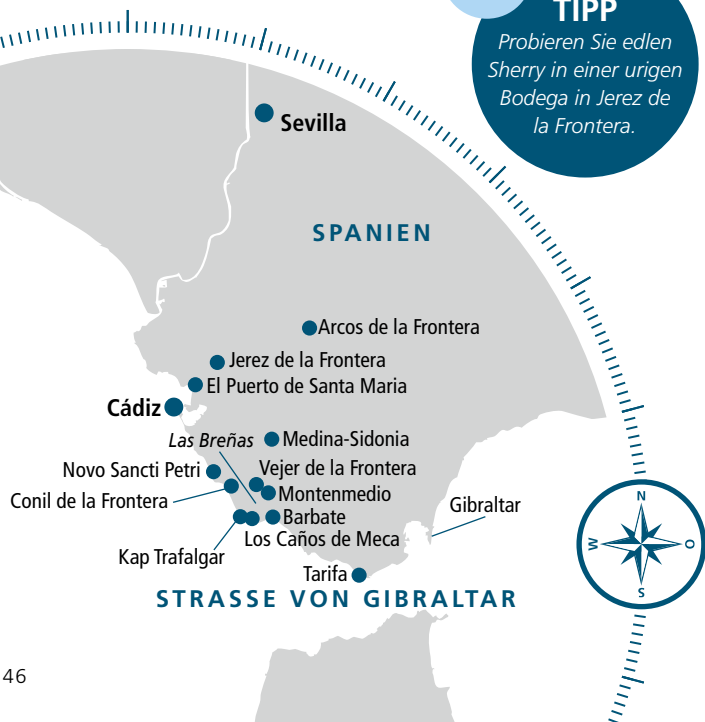 TIPP
Probieren Sie edlen
Sherry in einer urigen
Bodega in Jerez de
la Frontera.
Sevilla
SPANIEN
Arcos de la Frontera
Jerez de la Frontera
El Puerto de Santa Maria
Cádiz
Las Breñas
Medina-Sidonia
Novo Sancti Petri
Vejer de la Frontera
Conil de la Frontera
Montenmedio
Gibraltar
Barbate
Los Caños de Meca
Kap Trafalgar
Tarifa
STRASSE VON GIBRALTAR
N
W
O
S
46